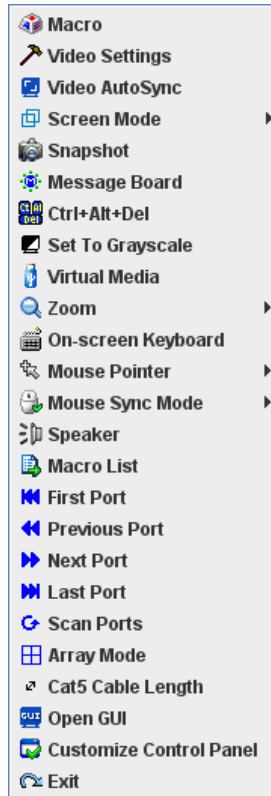 Macro
Video Settings
Video AutoSync
Screen Mode
Snapshot
Message Board
Ctrl+Alt+Del
Set To Grayscale
Virtual Media
Zoom
On-screen Keyboard
Mouse Pointer
Mouse Sync Mode
Speaker
Macro List
First Port
Previous Port
Next Port
Last Port
Scan Ports
Array Mode
Cat5 Cable Length
GUI Open GUI
Customize Control Panel
Exit